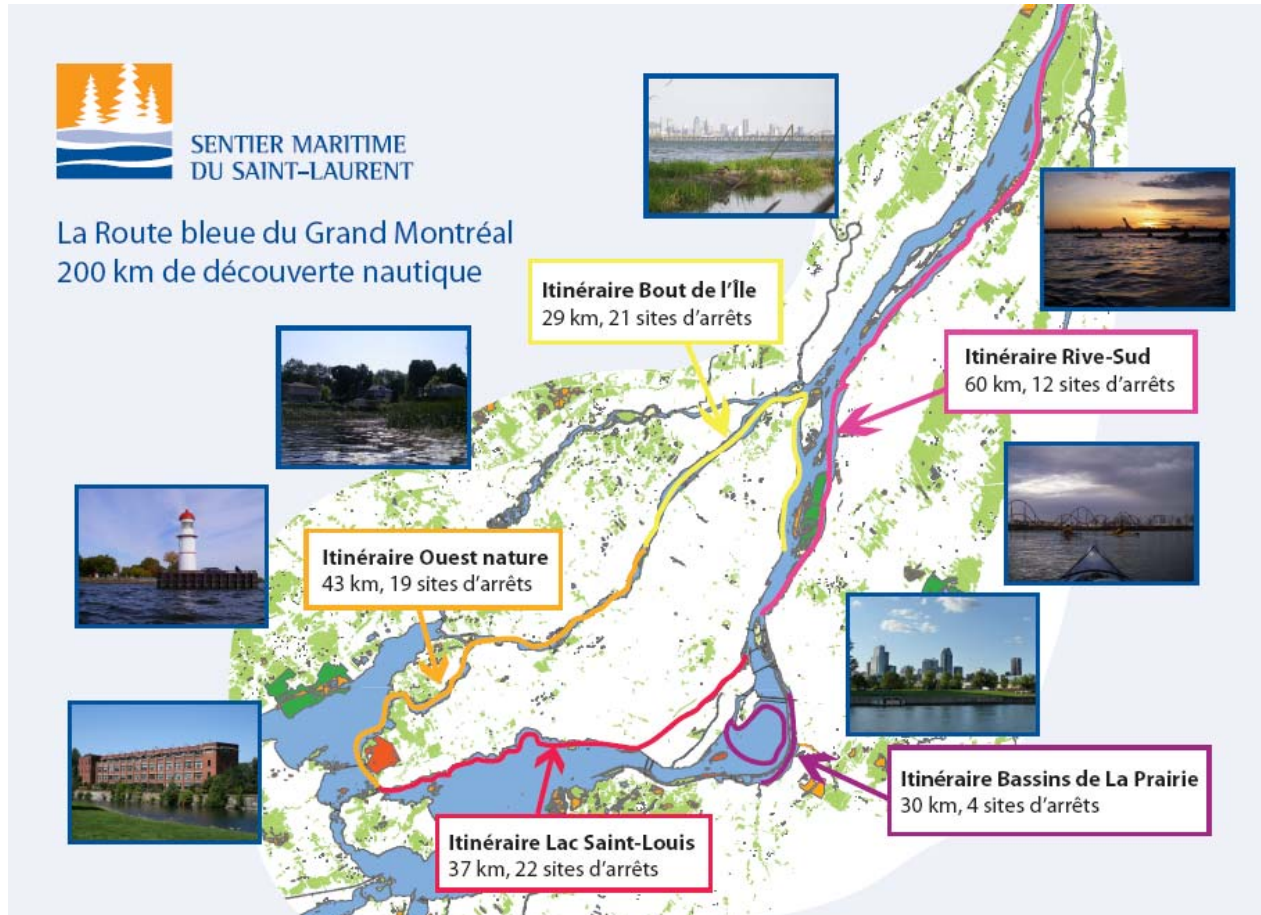 SENTIER MARITIME
DU SAINT-LAURENT
La Route bleue du Grand Montréal
200 km de découverte nautique
Itinéraire Bout de l'Île
29 km, 21 sites d'arrêts
Itinéraire Rive-Sud
60 km, 12 sites d'arrêts
Itinéraire Ouest nature
43 km, 19 sites d'arrêts
Itinéraire Bassins de La Prairie
30 km, 4 sites d'arrêts
Itinéraire Lac Saint-Louis
37 km, 22 sites d'arrêts